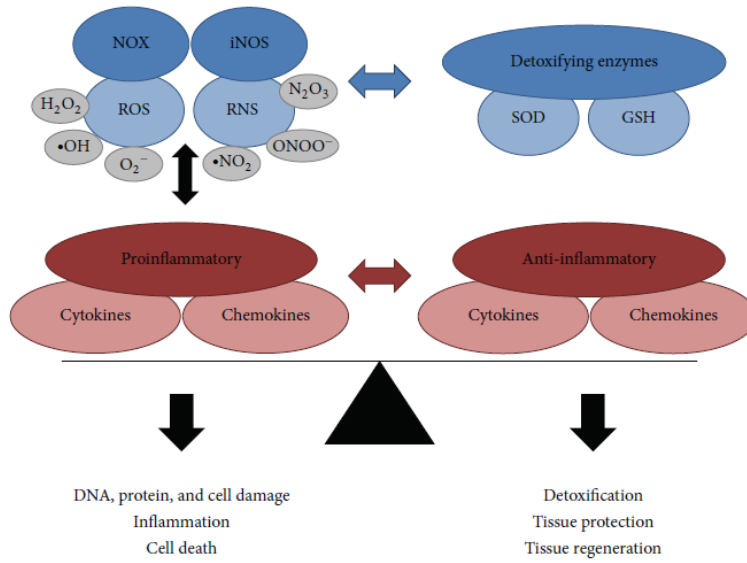 NOX
iNOS
Detoxifying enzymes
H₂O₂
ROS
RNS
N₂O₃
SOD
GSH
•OH
O₂⁻
•NO₂
ONOO⁻
Proinflammatory
Anti-inflammatory
Cytokines
Chemokines
Cytokines
Chemokines
DNA, protein, and cell damage
Inflammation
Cell death
Detoxification
Tissue protection
Tissue regeneration